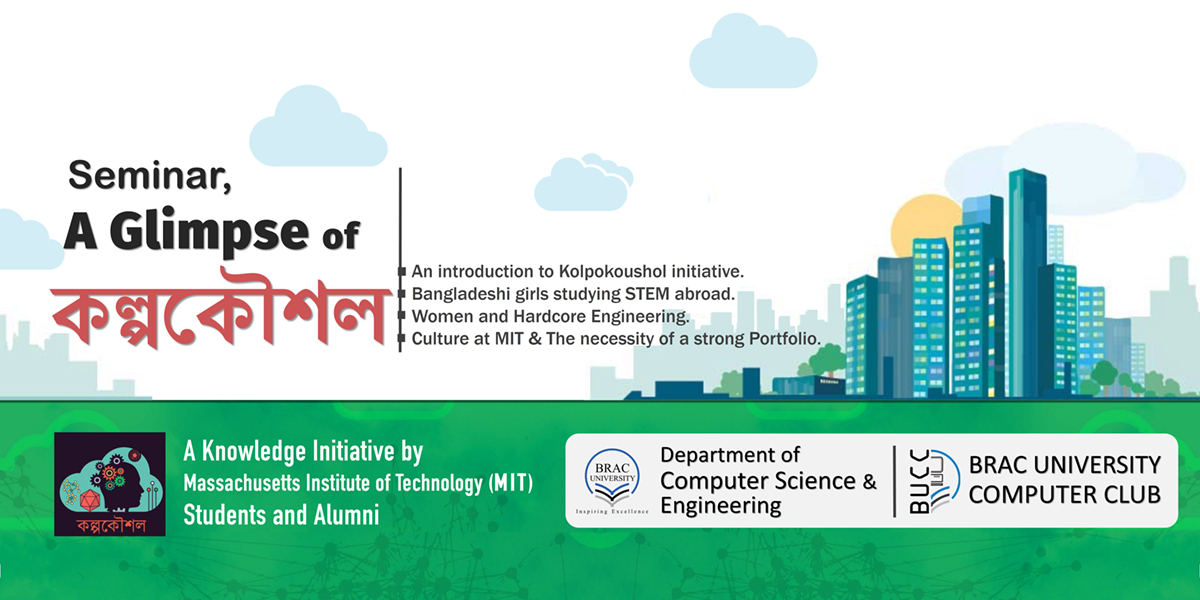 Seminar,
A Glimpse of
কল্পকৌশল
An introduction to Kolpokoushol initiative.
Bangladeshi girls studying STEM abroad.
Women and Hardcore Engineering.
Culture at MIT & The necessity of a strong Portfolio.
কল্পকৌশল
A Knowledge Initiative by
Massachusetts Institute of Technology (MIT)
Students and Alumni
BRAC
UNIVERSITY
Inspiring Excellence
Department of
Computer Science &
Engineering
BUCC
BRAC UNIVERSITY
COMPUTER CLUB